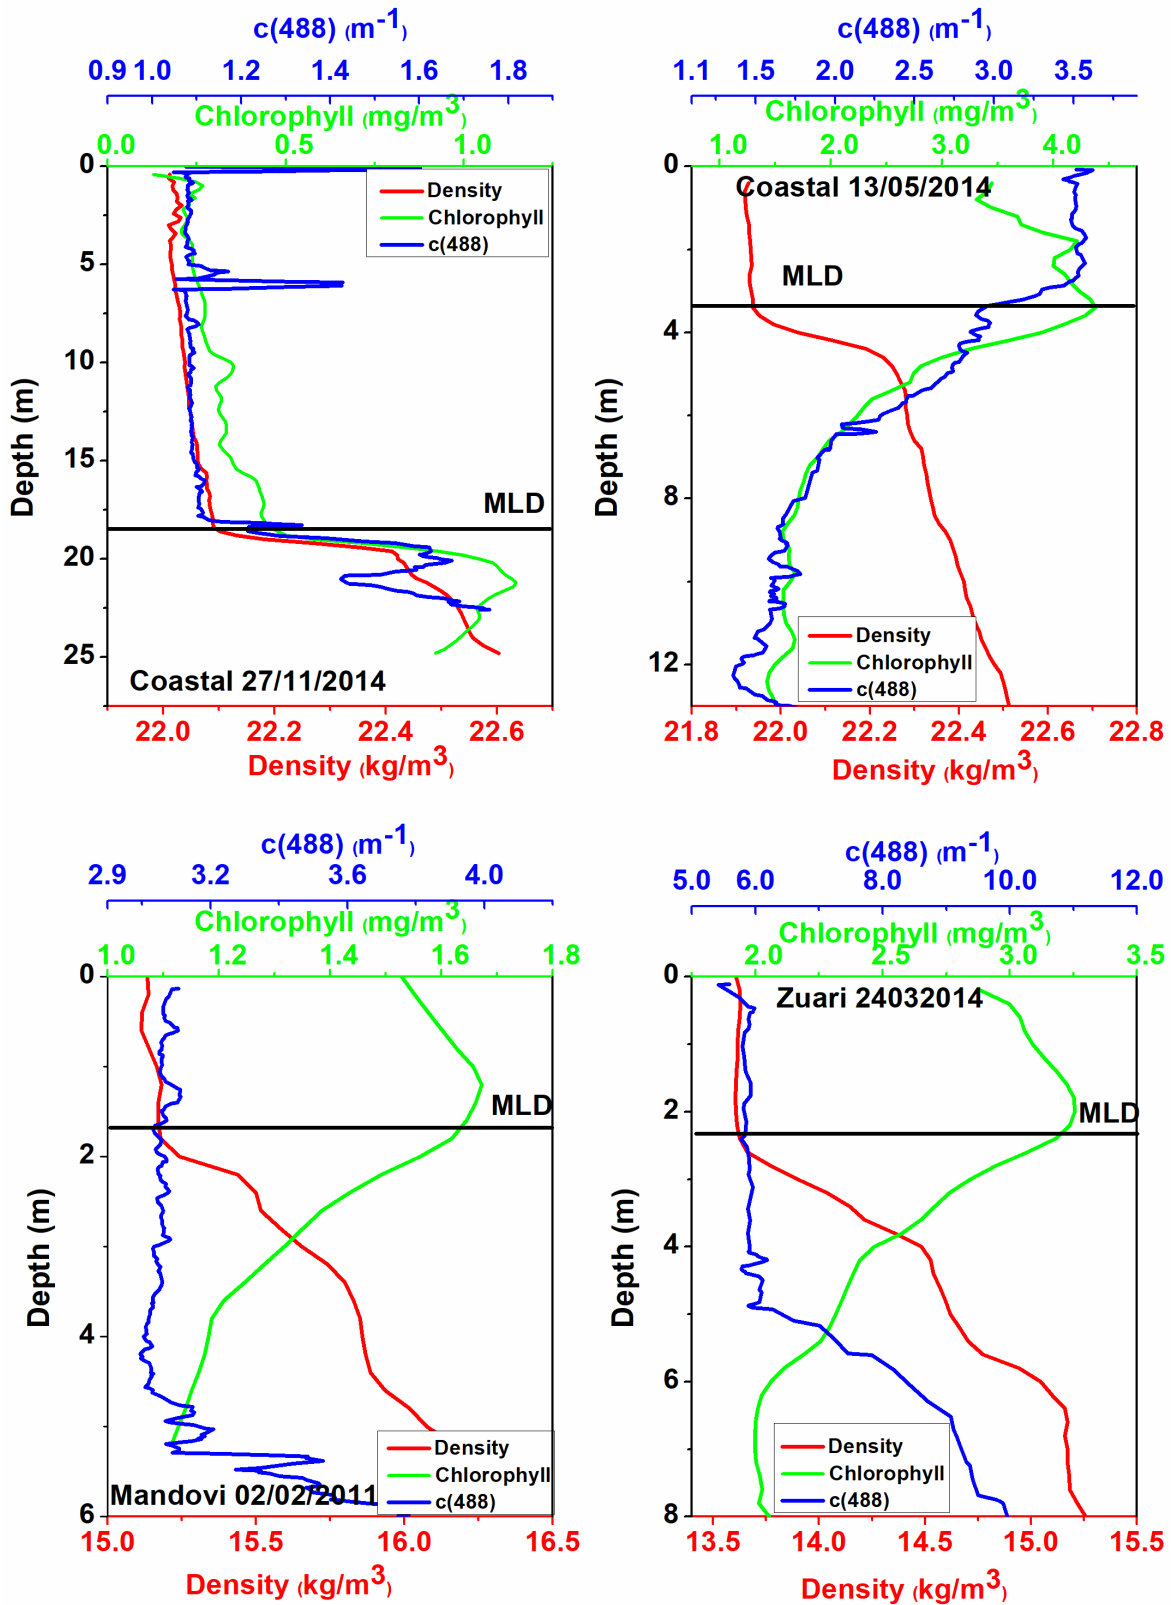 c(488) (m-1)
0.9 1.0 1.2 1.4 1.6 1.8
Chlorophyll (mg/m3)
0.0 0.5 1.0
0
5
10
15
20
25
Depth (m)
Density
Chlorophyll
c(488)
MLD
Coastal 27/11/2014
22.0 22.2 22.4 22.6
Density (kg/m3)
c(488) (m-1)
1.1 1.5 2.0 2.5 3.0 3.5
Chlorophyll (mg/m3)
1.0 2.0 3.0 4.0
0
4
8
12
Depth (m)
Coastal 13/05/2014
MLD
Density
Chlorophyll
c(488)
21.8 22.0 22.2 22.4 22.6 22.8
Density (kg/m3)
c(488) (m-1)
2.9 3.2 3.6 4.0
Chlorophyll (mg/m3)
1.0 1.2 1.4 1.6 1.8
0
2
4
6
Depth (m)
MLD
Density
Chlorophyll
c(488)
Mandovi 02/02/2011
15.0 15.5 16.0 16.5
Density (kg/m3)
c(488) (m-1)
5.0 6.0 8.0 10.0 12.0
Chlorophyll (mg/m3)
2.0 2.5 3.0 3.5
0
2
4
6
8
Depth (m)
Zuari 24032014
MLD
Density
Chlorophyll
c(488)
13.5 14.0 14.5 15.0 15.5
Density (kg/m3)